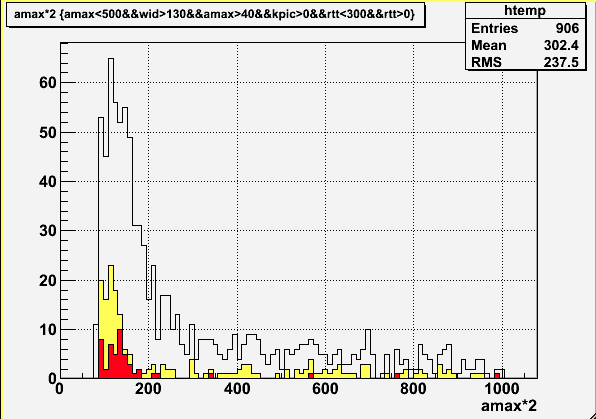 amax*2 {amax<500&&wid>130&&amax>40&&kpic>0&&rtt<300&&rtt>0}
htemp
Entries 906
Mean 302.4
RMS 237.5
60
50
40
30
20
10
0
0 200 400 600 800 1000
amax*2